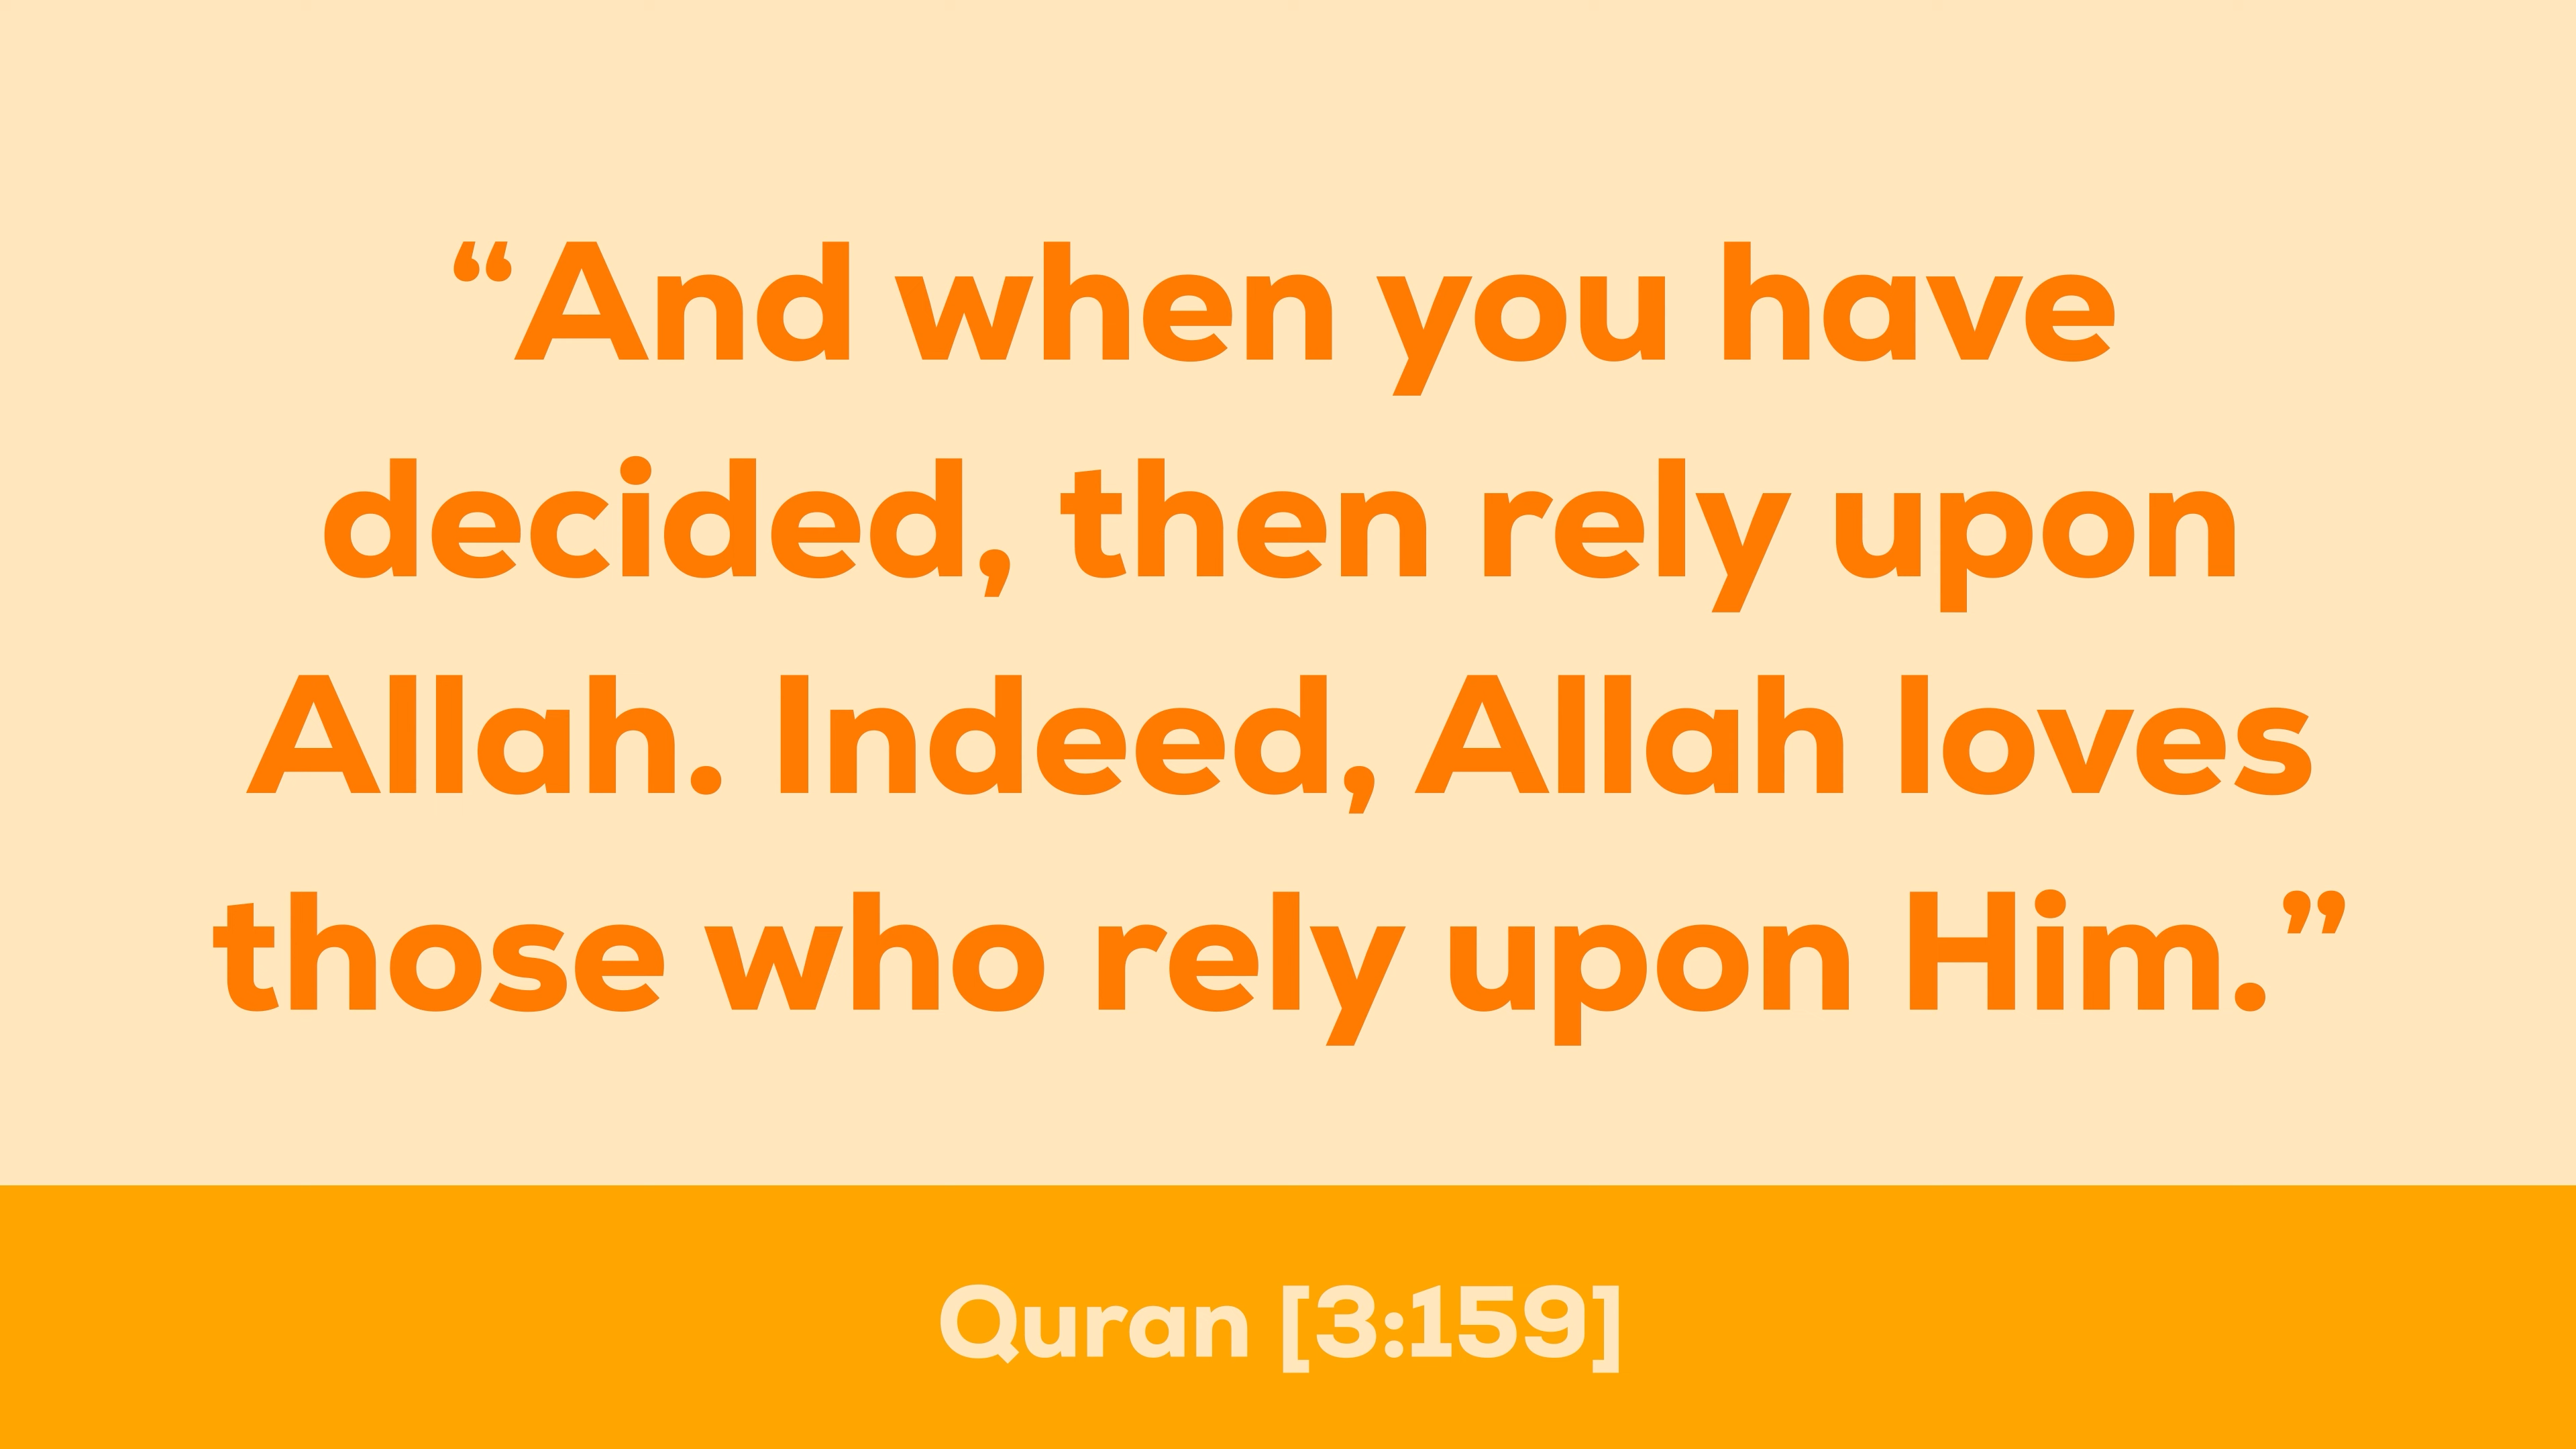 “And when you have
decided, then rely upon
Allah. Indeed, Allah loves
those who rely upon Him.”
Quran [3:159]